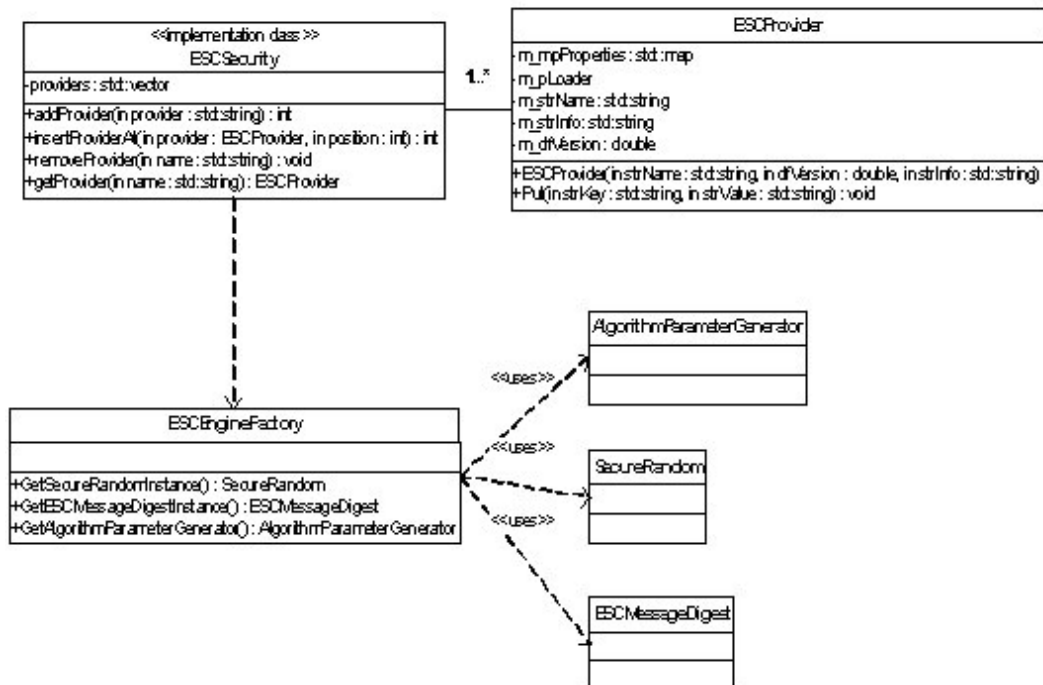 <<implementation class >>
ESCSecurity
-providers : std::vector
+addProvider(in provider : std::string) : int
+insertProviderAt(in provider : ESCProvider, in position : int) : int
+removeProvider(in name : std::string) : void
+getProvider(in name : std::string) : ESCProvider
1..*
ESCProvider
-m_mpProperties : std::map
-m_pLoader
-m_strName : std::string
-m_strInfo : std::string
-m_dfVersion : double
+ESCProvider(in strName : std::string, in dfVersion : double, in strInfo : std::string)
+Put(in strKey : std::string, in strValue : std::string) : void
AlgorithmParameterGenerator
<<uses>>
ESCEngineFactory
+GetSecureRandomInstance() : SecureRandom
+GetESCMessageDigestInstance() : ESCMessageDigest
+GetAlgorithmParameterGenerator() : AlgorithmParameterGenerator
<<uses>>
SecureRandom
<<uses>>
ESCMessageDigest